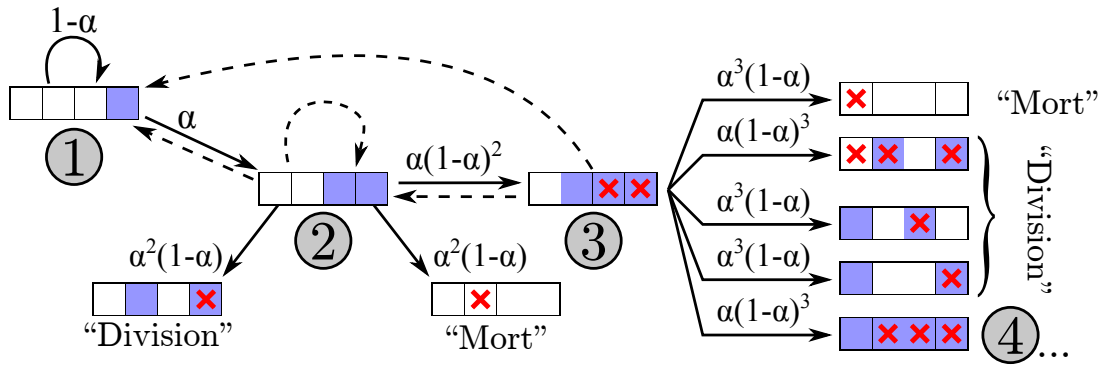 1-α
α
1
α(1-α)²
2
3
α²(1-α)
α²(1-α)
“Division”
“Mort”
α³(1-α)
“Mort”
α(1-α)³
α³(1-α)
“Division”
α³(1-α)
α(1-α)³
4...